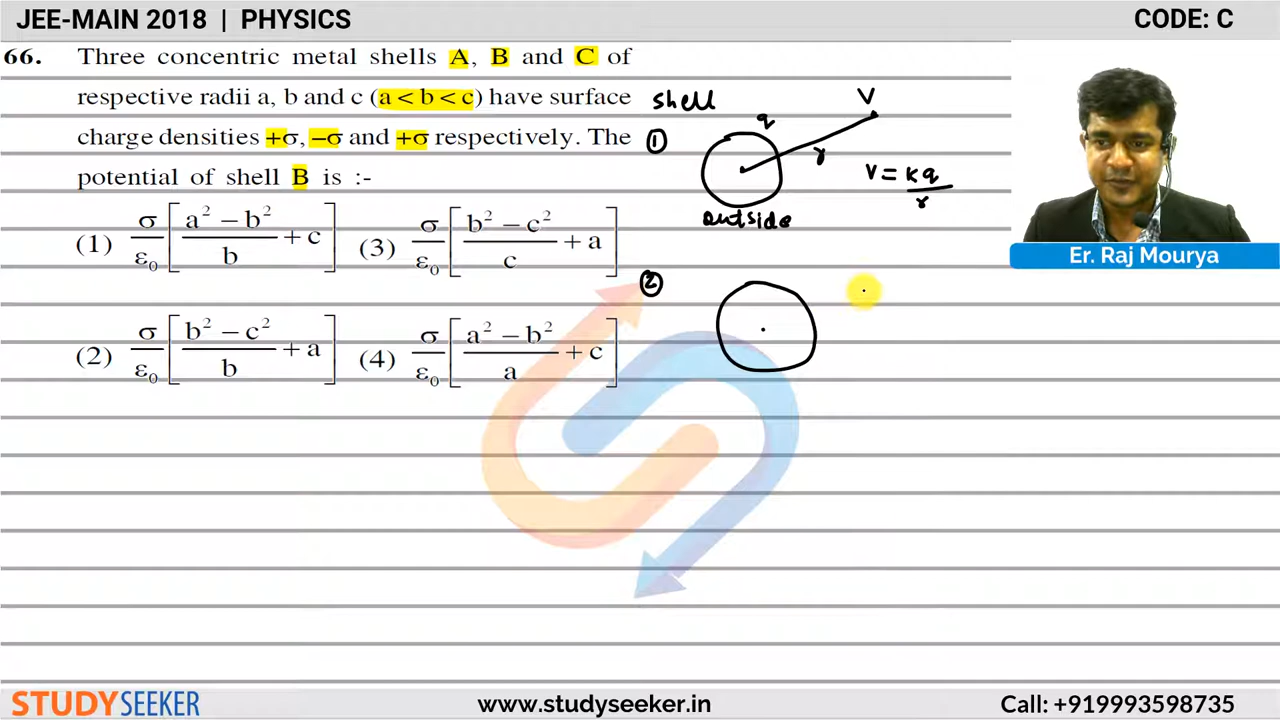 JEE-MAIN 2018 | PHYSICS
CODE: C
66. Three concentric metal shells A, B and C of
respective radii a, b and c (a < b < c) have surface
charge densities +σ, −σ and +σ respectively. The
potential of shell B is :-
(1) σ/ε₀ [ (a² − b²)/b + c ] (3) σ/ε₀ [ (b² − c²)/c + a ]
(2) σ/ε₀ [ (b² − c²)/b + a ] (4) σ/ε₀ [ (a² − b²)/a + c ]
shell
①
q
V
r
V = kq/r
outside
②
Er. Raj Mourya
STUDYSEEKER
www.studyseeker.in
Call: +919993598735